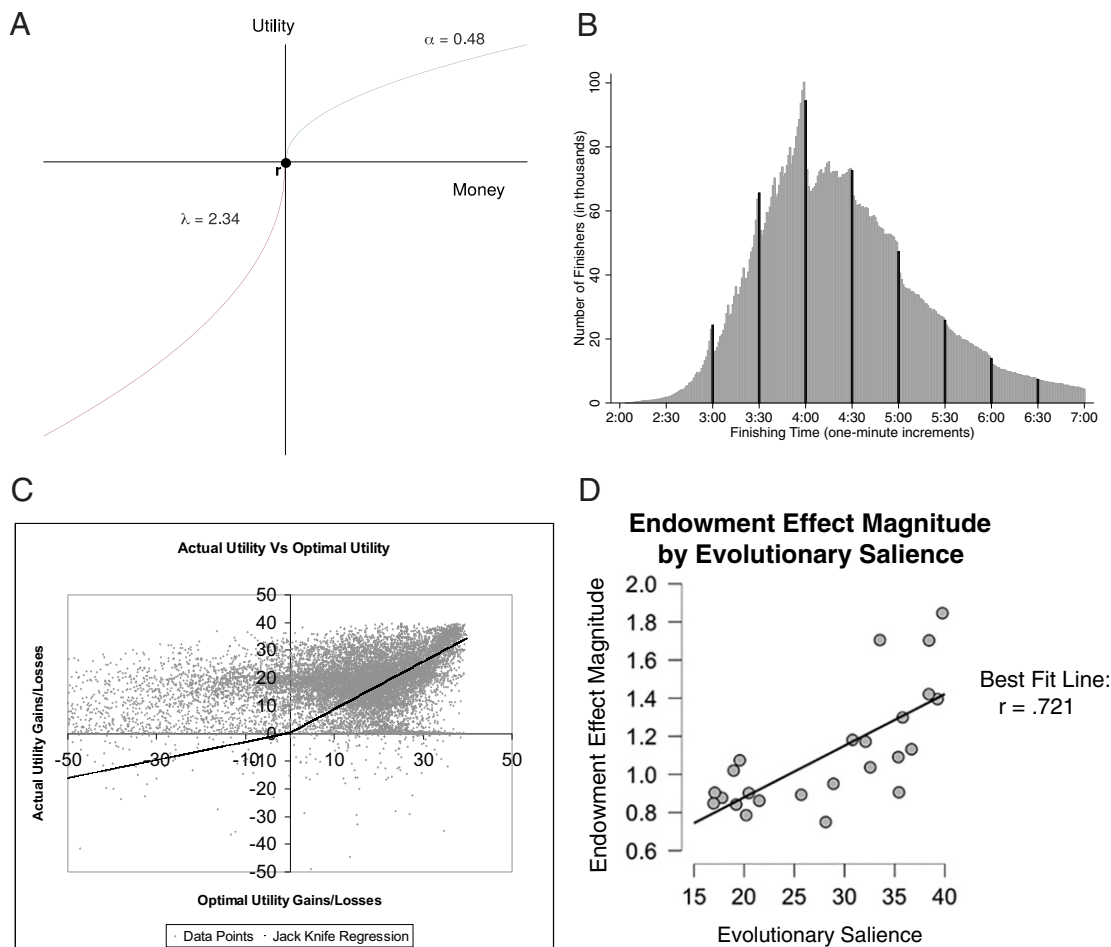 A
Utility
α = 0.48
r
Money
λ = 2.34
B
Number of Finishers (in thousands)
100
80
60
40
20
0
2:00 2:30 3:00 3:30 4:00 4:30 5:00 5:30 6:00 6:30 7:00
Finishing Time (one-minute increments)
C
Actual Utility Vs Optimal Utility
Actual Utility Gains/Losses
50
40
30
20
10
0
-50 -30 -10 10 30 50
-10
-20
-30
-40
-50
Optimal Utility Gains/Losses
Data Points Jack Knife Regression
D
Endowment Effect Magnitude
by Evolutionary Salience
Endowment Effect Magnitude
2.0
1.8
1.6
1.4
1.2
1.0
0.8
0.6
15 20 25 30 35 40
Evolutionary Salience
Best Fit Line:
r = .721